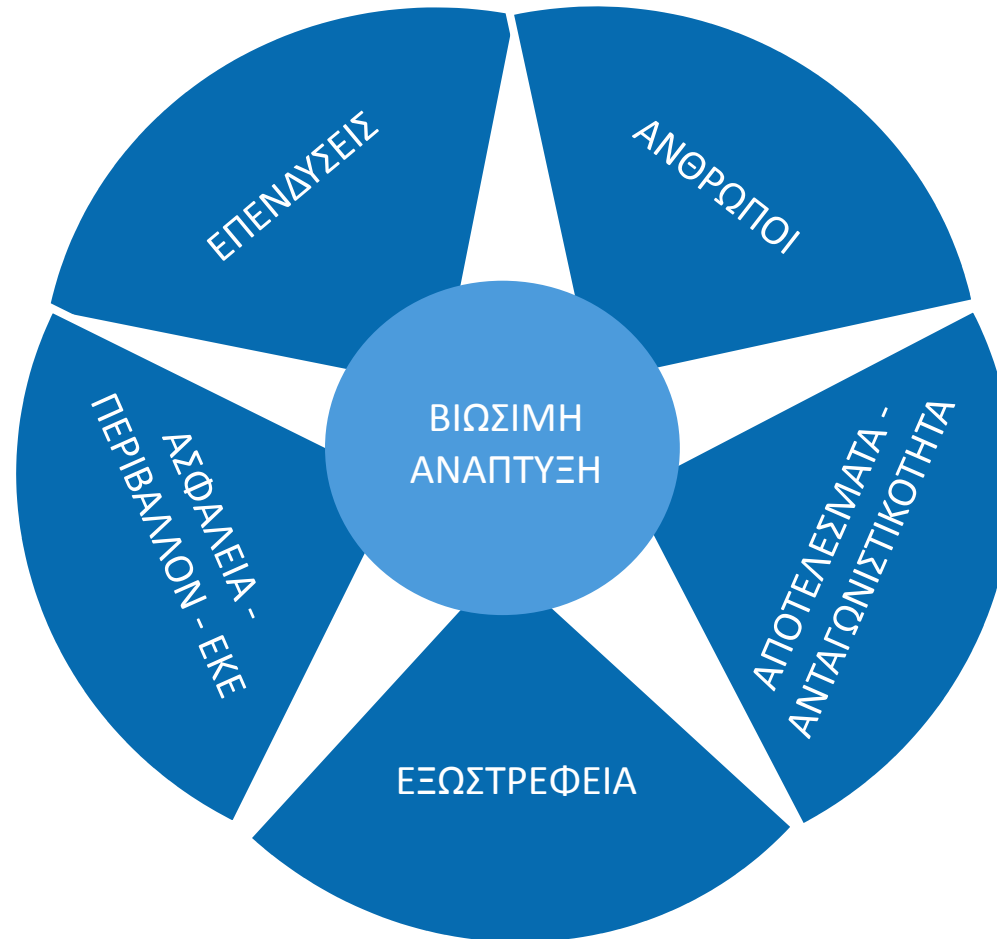 ΕΠΕΝΔΥΣΕΙΣ
ΑΝΘΡΩΠΟΙ
ΒΙΩΣΙΜΗ
ΑΝΑΠΤΥΞΗ
ΑΣΦΑΛΕΙΑ -
ΠΕΡΙΒΑΛΛΟΝ - ΕΚΕ
ΑΠΟΤΕΛΕΣΜΑΤΑ -
ΑΝΤΑΓΩΝΙΣΤΙΚΟΤΗΤΑ
ΕΞΩΣΤΡΕΦΕΙΑ